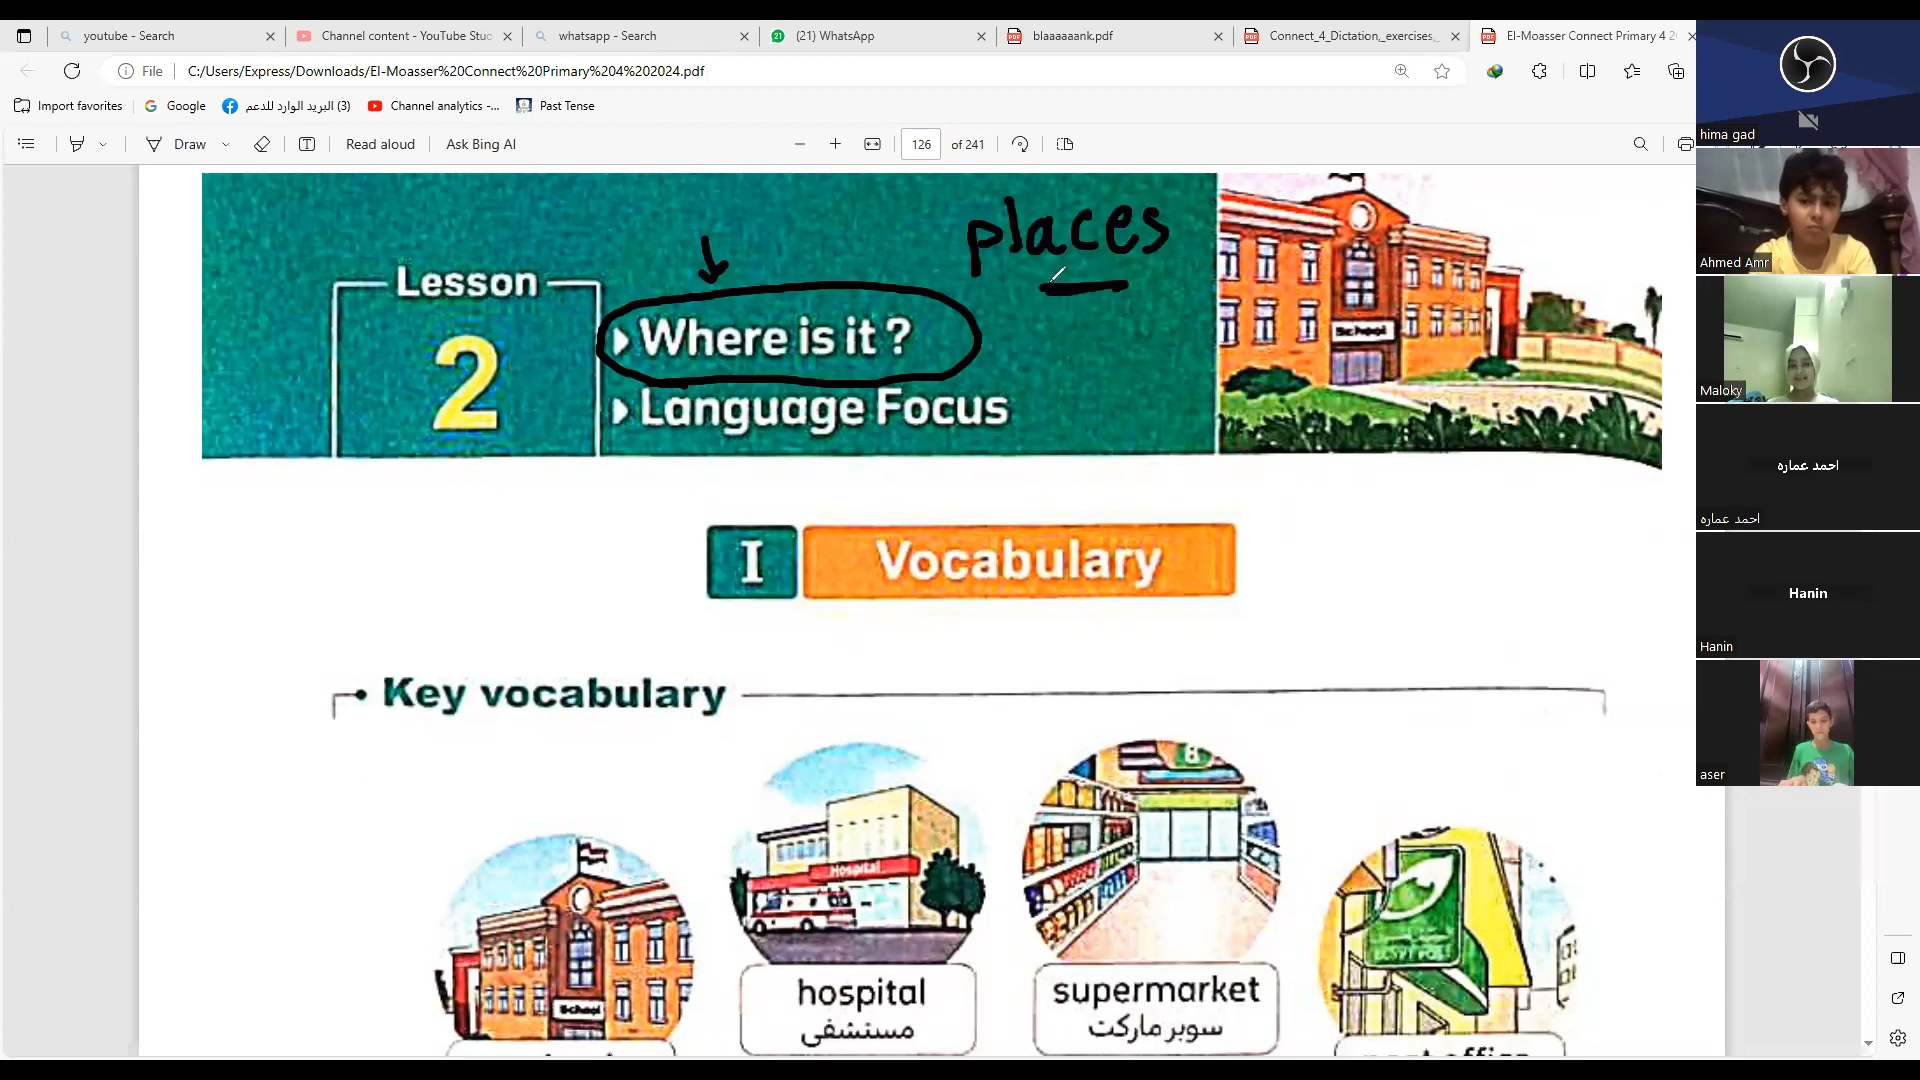 youtube - Search
Channel content - YouTube Stuc
whatsapp - Search
(21) WhatsApp
blaaaaaank.pdf
Connect_4_Dictation,_exercises,
El-Moasser Connect Primary 4 2
File
C:/Users/Express/Downloads/El-Moasser%20Connect%20Primary%204%202024.pdf
Import favorites
Google
(3) البريد الوارد للدعم
Channel analytics -...
Past Tense
Draw
Read aloud
Ask Bing AI
126 of 241
places
Lesson
2
Where is it ?
Language Focus
School
I Vocabulary
Key vocabulary
Hospital
School
EGYPT POST
hospital
مستشفى
supermarket
سوبر ماركت
post office
hima gad
Ahmed Amr
Maloky
احمد عماره
احمد عماره
Hanin
Hanin
aser